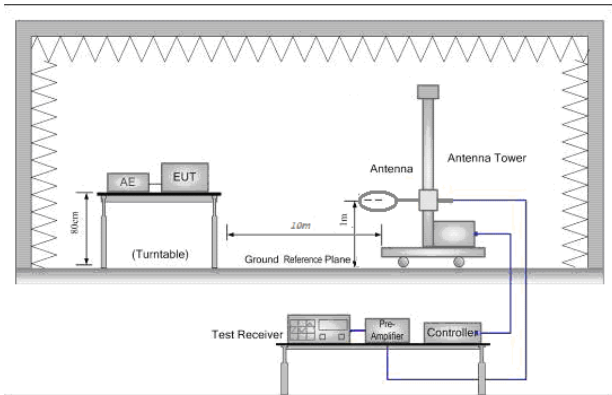 AE
EUT
80cm
(Turntable)
10m
1m
Antenna
Antenna Tower
Ground Reference Plane
Test Receiver
Pre-
Amplifier
Controller